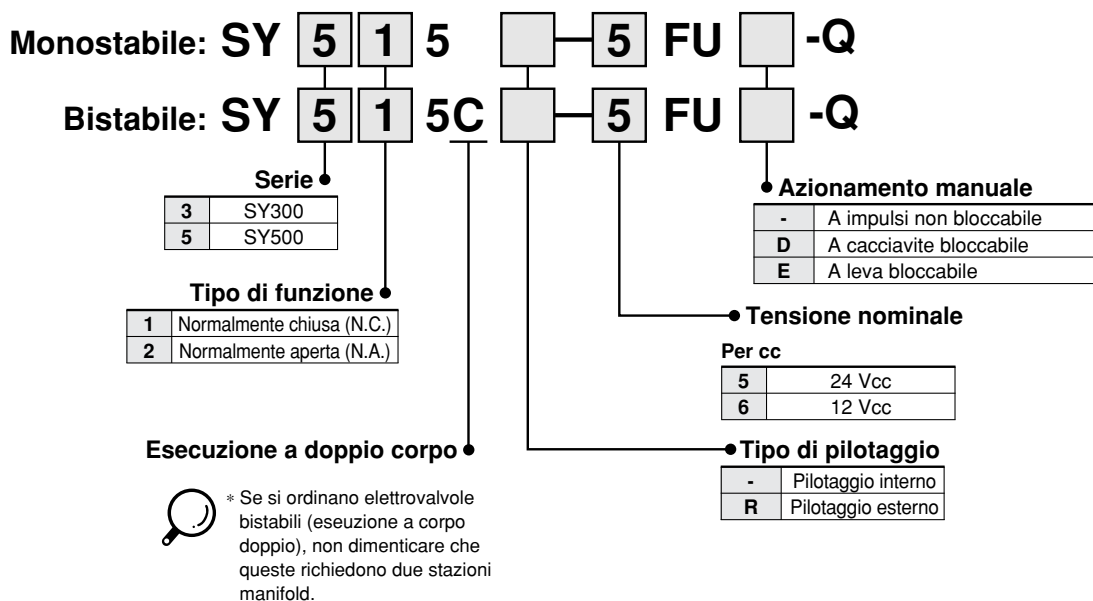 Monostabile: SY 5 1 5 — 5 FU -Q
Bistabile: SY 5 1 5C — 5 FU -Q
Serie
3 SY300
5 SY500
Azionamento manuale
- A impulsi non bloccabile
D A cacciavite bloccabile
E A leva bloccabile
Tipo di funzione
1 Normalmente chiusa (N.C.)
2 Normalmente aperta (N.A.)
Tensione nominale
Per cc
5 24 Vcc
6 12 Vcc
Esecuzione a doppio corpo
Tipo di pilotaggio
- Pilotaggio interno
R Pilotaggio esterno
* Se si ordinano elettrovalvole
bistabili (eseuzione a corpo
doppio), non dimenticare che
queste richiedono due stazioni
manifold.